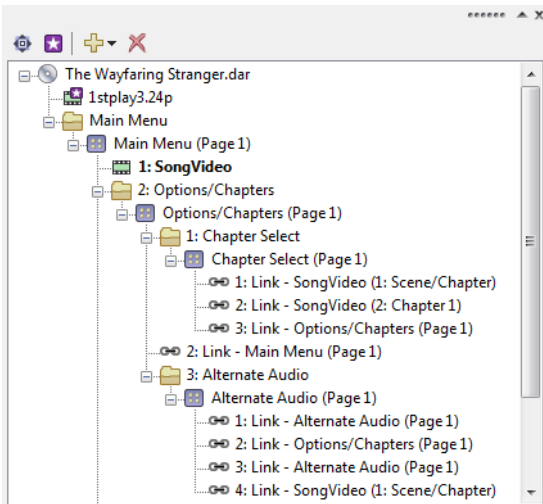 The Wayfaring Stranger.dar
1stplay3.24p
Main Menu
Main Menu (Page 1)
1: SongVideo
2: Options/Chapters
Options/Chapters (Page 1)
1: Chapter Select
Chapter Select (Page 1)
1: Link - SongVideo (1: Scene/Chapter)
2: Link - SongVideo (2: Chapter 1)
3: Link - Options/Chapters (Page 1)
2: Link - Main Menu (Page 1)
3: Alternate Audio
Alternate Audio (Page 1)
1: Link - Alternate Audio (Page 1)
2: Link - Options/Chapters (Page 1)
3: Link - Alternate Audio (Page 1)
4: Link - SongVideo (1: Scene/Chapter)